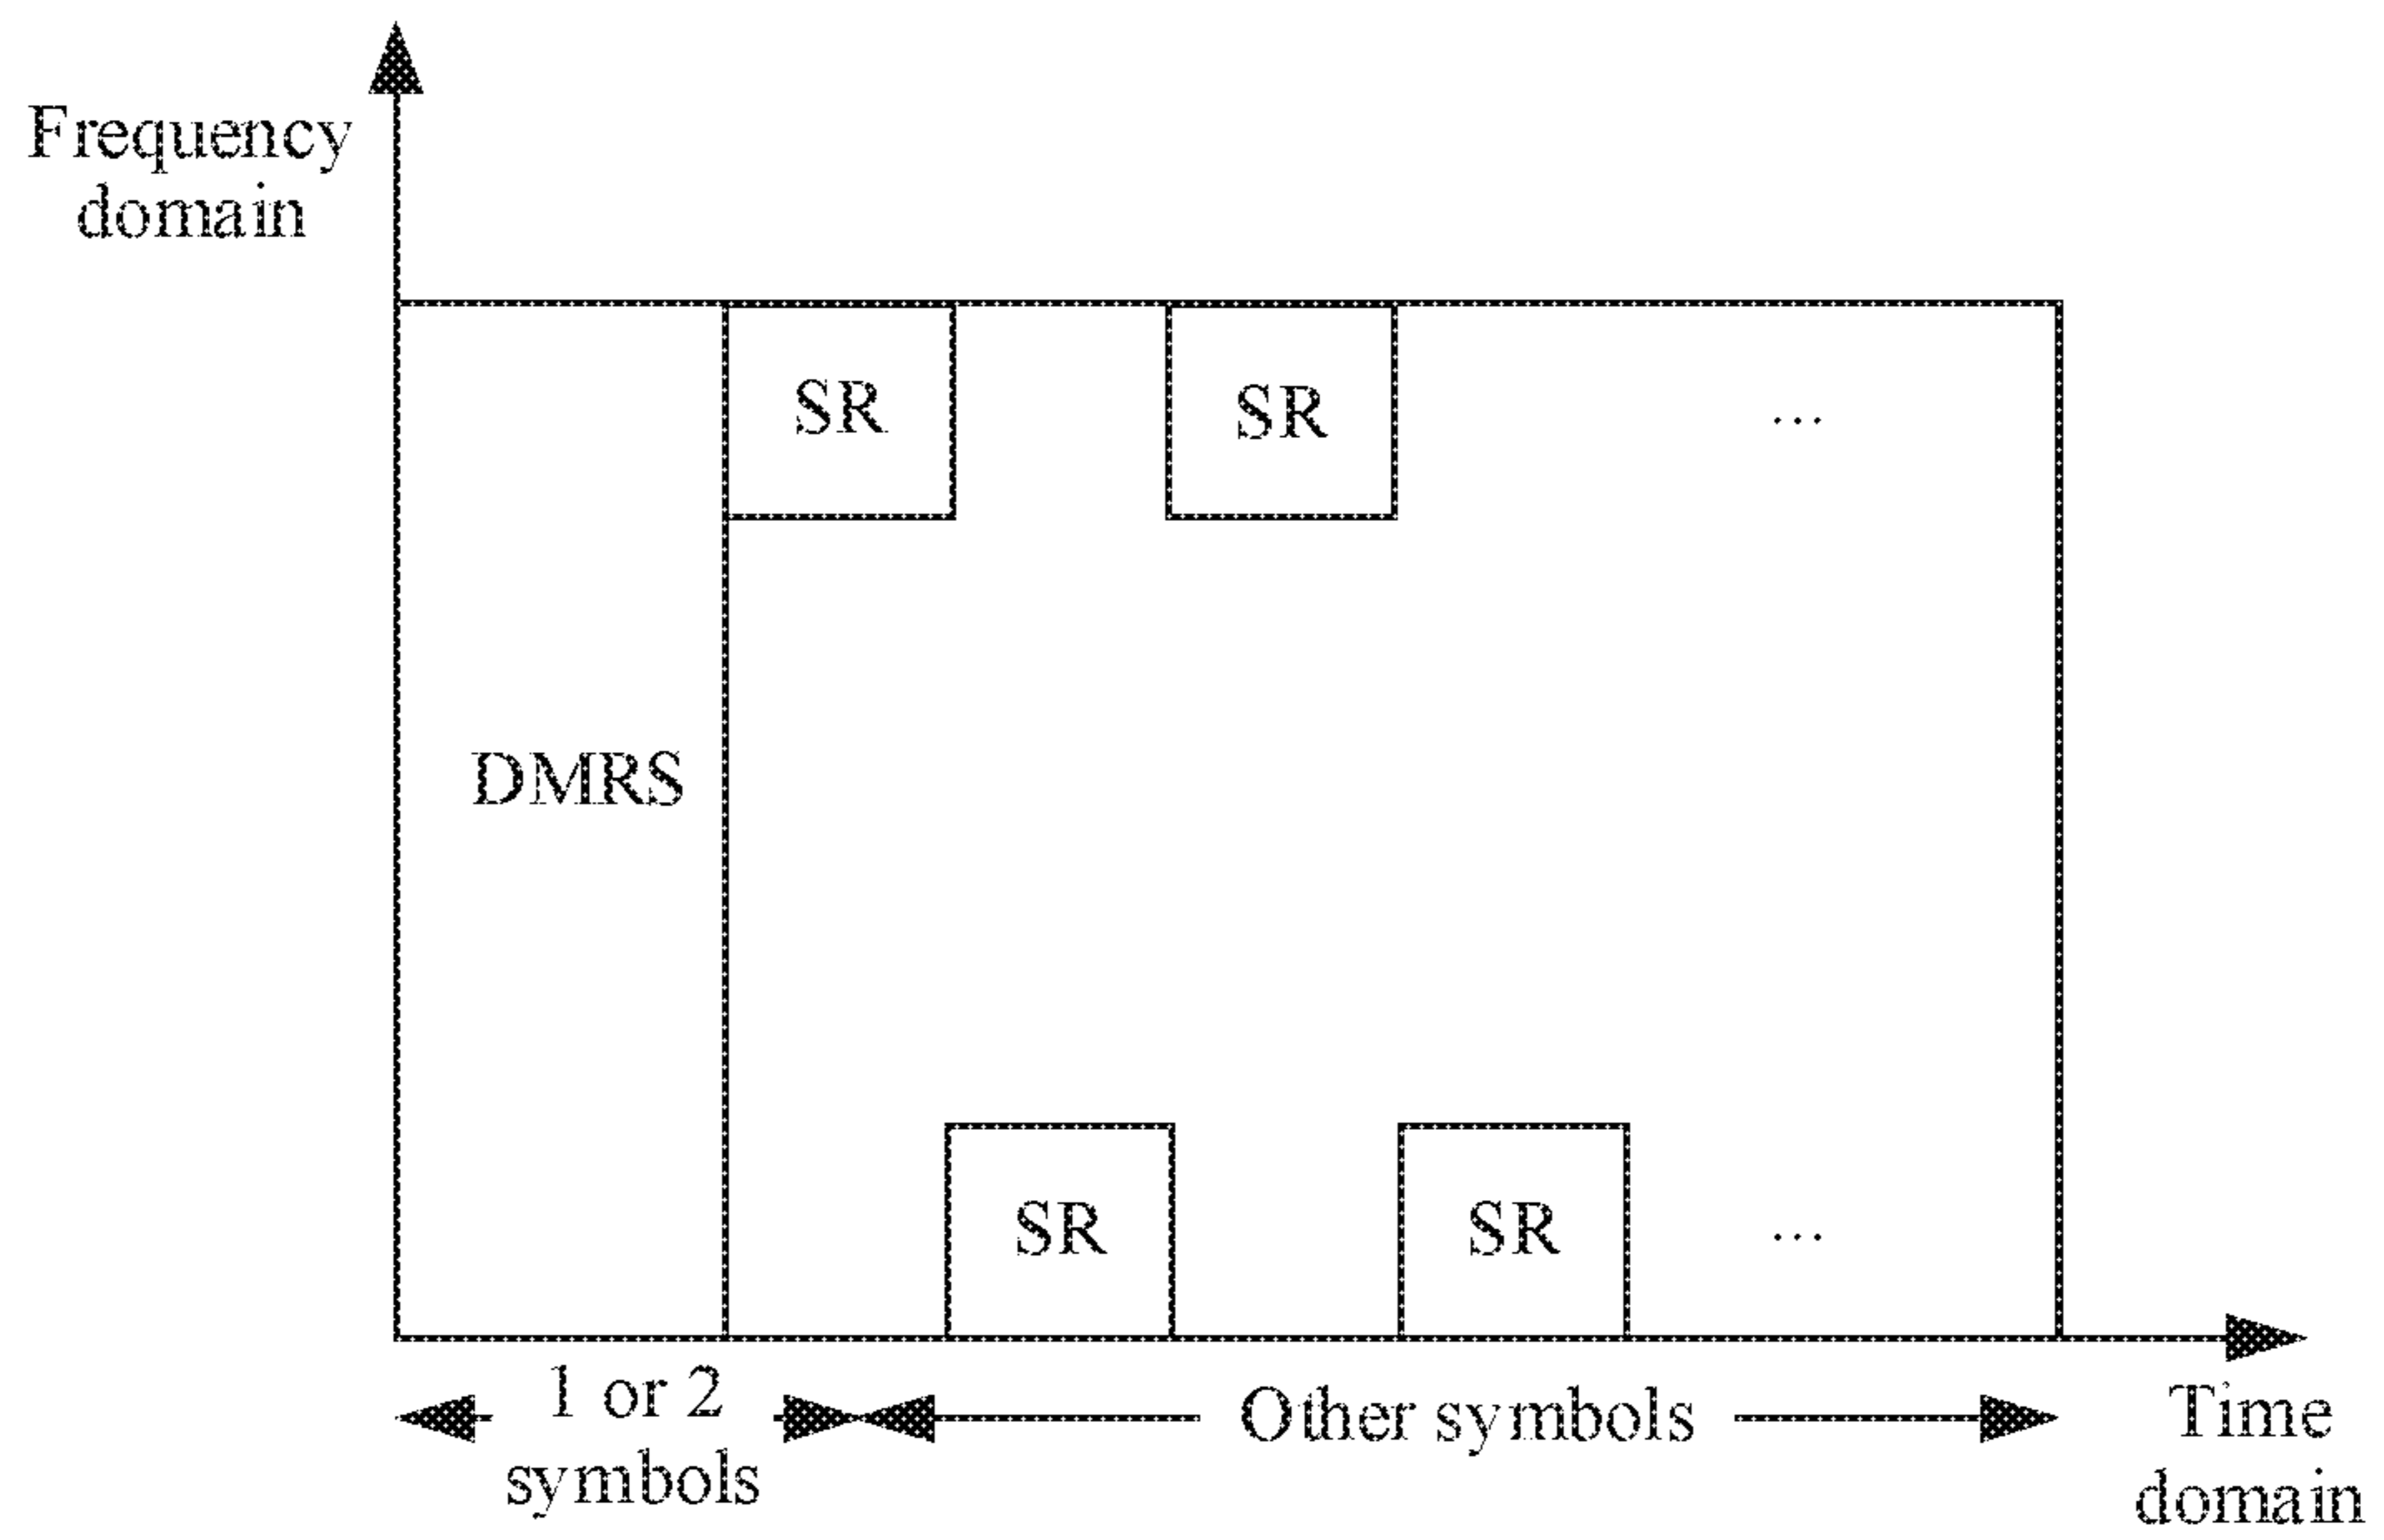 Frequency
domain
SR
SR
...
DMRS
SR
SR
...
1 or 2
symbols
Other symbols
Time
domain